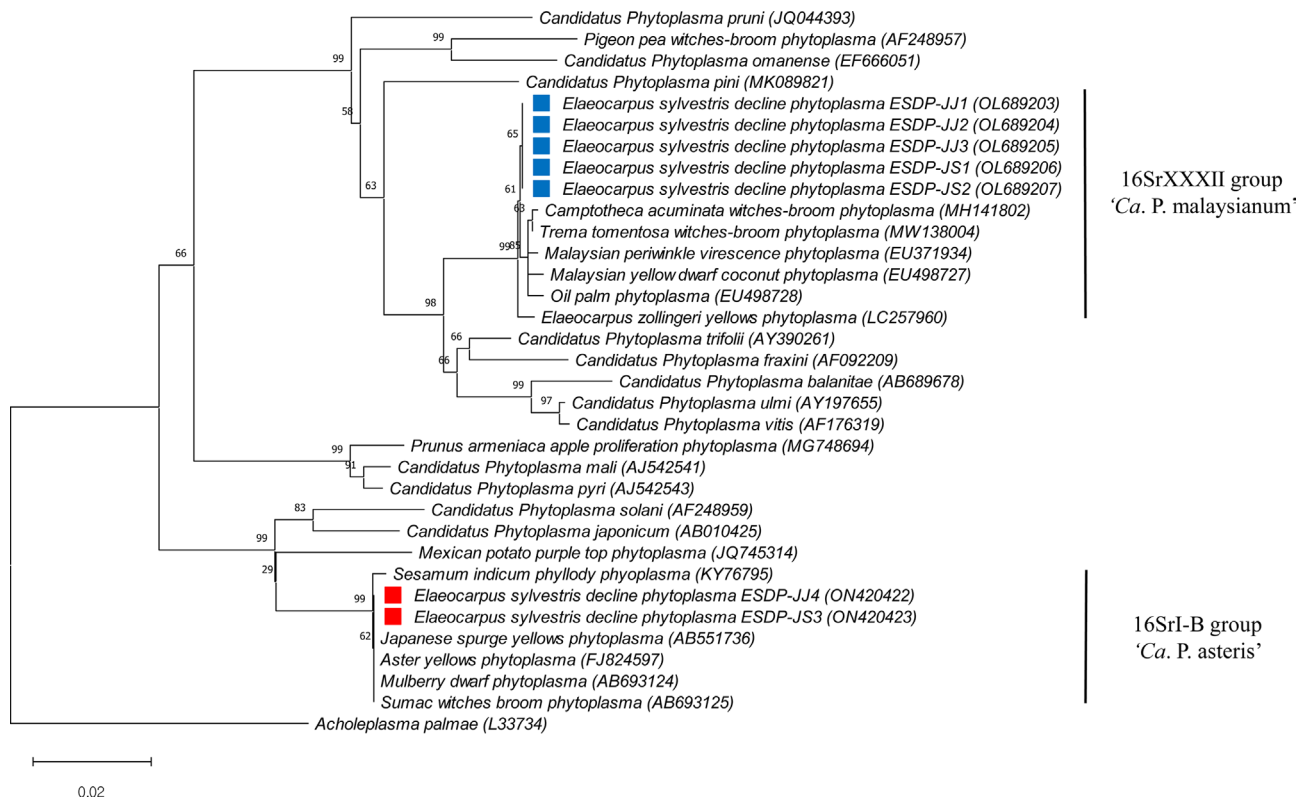 Candidatus Phytoplasma pruni (JQ044393)
99
Pigeon pea witches-broom phytoplasma (AF248957)
99
Candidatus Phytoplasma omanense (EF666051)
58
Candidatus Phytoplasma pini (MK089821)
Elaeocarpus sylvestris decline phytoplasma ESDP-JJ1 (OL689203)
65
Elaeocarpus sylvestris decline phytoplasma ESDP-JJ2 (OL689204)
Elaeocarpus sylvestris decline phytoplasma ESDP-JJ3 (OL689205)
Elaeocarpus sylvestris decline phytoplasma ESDP-JS1 (OL689206)
63
61
Elaeocarpus sylvestris decline phytoplasma ESDP-JS2 (OL689207)
16SrXXXII group
‘Ca. P. malaysianum’
63
Camptotheca acuminata witches-broom phytoplasma (MH141802)
Trema tomentosa witches-broom phytoplasma (MW138004)
66
99
85
Malaysian periwinkle virescence phytoplasma (EU371934)
Malaysian yellow dwarf coconut phytoplasma (EU498727)
Oil palm phytoplasma (EU498728)
98
Elaeocarpus zollingeri yellows phytoplasma (LC257960)
66
Candidatus Phytoplasma trifolii (AY390261)
66
Candidatus Phytoplasma fraxini (AF092209)
99
Candidatus Phytoplasma balanitae (AB689678)
97
Candidatus Phytoplasma ulmi (AY197655)
Candidatus Phytoplasma vitis (AF176319)
99
Prunus armeniaca apple proliferation phytoplasma (MG748694)
91
Candidatus Phytoplasma mali (AJ542541)
Candidatus Phytoplasma pyri (AJ542543)
83
Candidatus Phytoplasma solani (AF248959)
Candidatus Phytoplasma japonicum (AB010425)
99
Mexican potato purple top phytoplasma (JQ745314)
29
Sesamum indicum phyllody phyoplasma (KY76795)
99
Elaeocarpus sylvestris decline phytoplasma ESDP-JJ4 (ON420422)
Elaeocarpus sylvestris decline phytoplasma ESDP-JS3 (ON420423)
16SrI-B group
‘Ca. P. asteris’
62
Japanese spurge yellows phytoplasma (AB551736)
Aster yellows phytoplasma (FJ824597)
Mulberry dwarf phytoplasma (AB693124)
Sumac witches broom phytoplasma (AB693125)
Acholeplasma palmae (L33734)
0.02